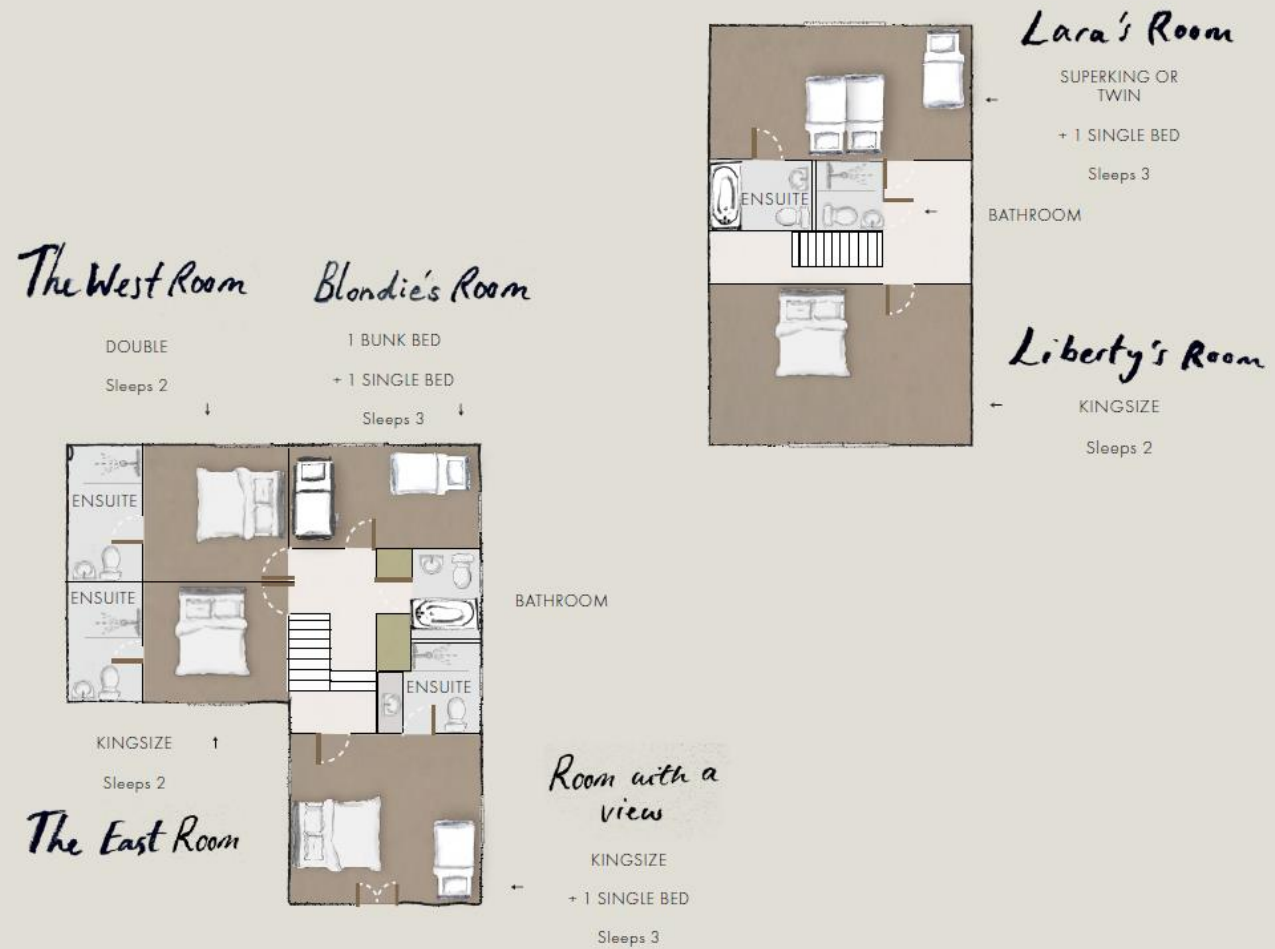 Lara's Room
SUPERKING OR
TWIN
+ 1 SINGLE BED
Sleeps 3
ENSUITE
BATHROOM
Liberty's Room
KINGSIZE
Sleeps 2
The West Room
DOUBLE
Sleeps 2
Blondie's Room
1 BUNK BED
+ 1 SINGLE BED
Sleeps 3
ENSUITE
ENSUITE
BATHROOM
ENSUITE
KINGSIZE
Sleeps 2
The East Room
Room with a
view
KINGSIZE
+ 1 SINGLE BED
Sleeps 3